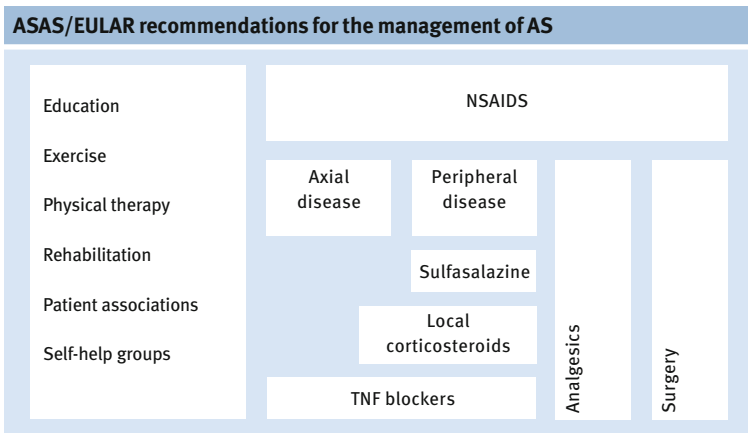 ASAS/EULAR recommendations for the management of AS
Education
Exercise
Physical therapy
Rehabilitation
Patient associations
Self-help groups
NSAIDS
Axial
disease
Peripheral
disease
Sulfasalazine
Local
corticosteroids
TNF blockers
Analgesics
Surgery